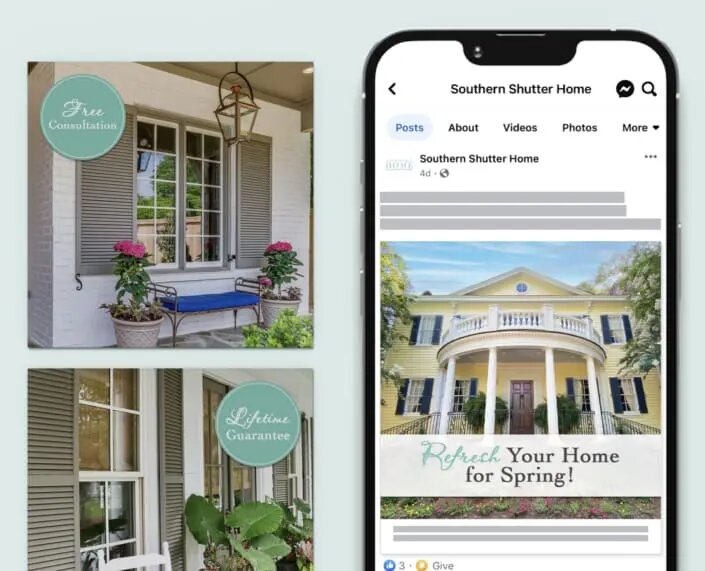 Free
Consultation
Lifetime
Guarantee
Southern Shutter Home
Posts About Videos Photos More
Southern Shutter Home
4d
Refresh Your Home
for Spring!
3 · Give